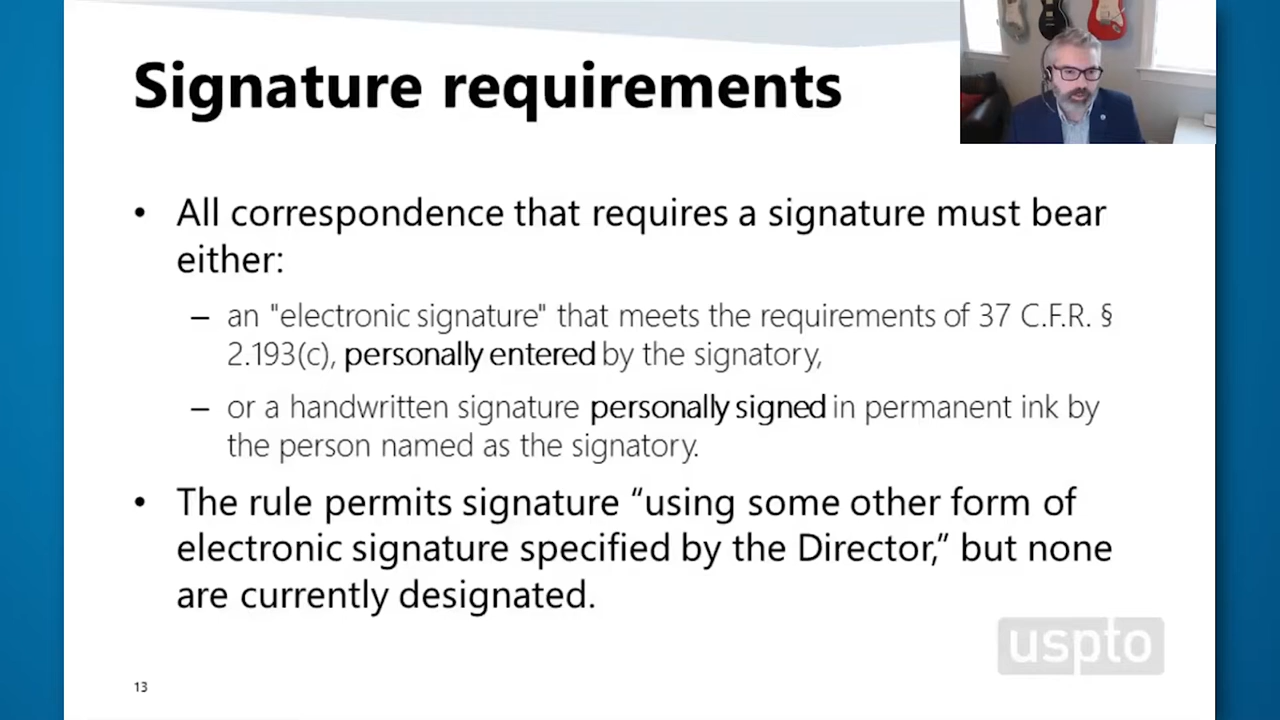 Signature requirements
• All correspondence that requires a signature must bear
either:
– an "electronic signature" that meets the requirements of 37 C.F.R. §
2.193(c), personally entered by the signatory,
– or a handwritten signature personally signed in permanent ink by
the person named as the signatory.
• The rule permits signature “using some other form of
electronic signature specified by the Director,” but none
are currently designated.
uspto
13